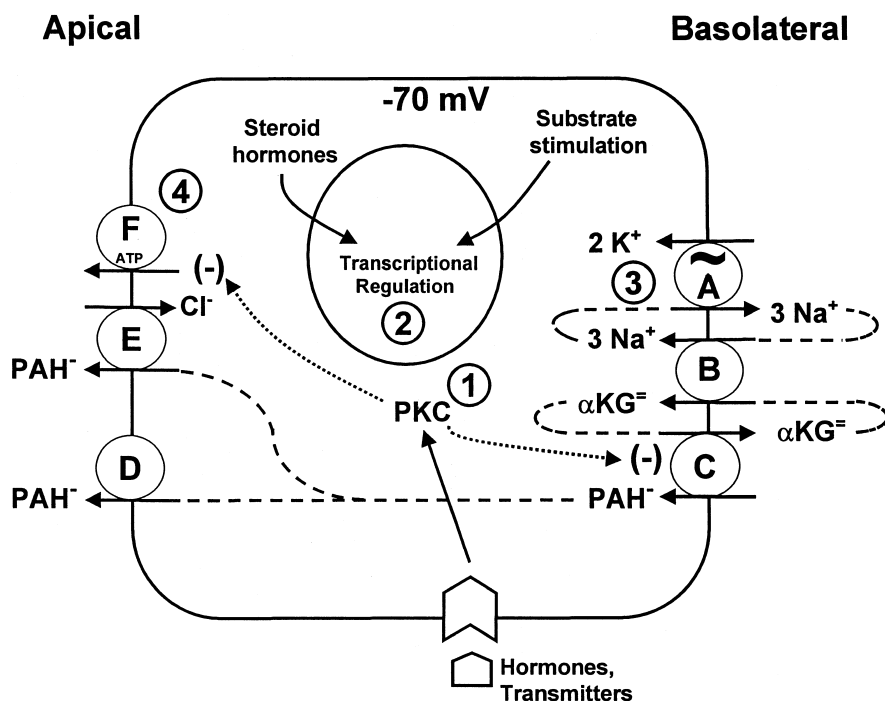 Apical
Basolateral
-70 mV
Steroid
hormones
Substrate
stimulation
4
F
ATP
(-)
Cl-
E
PAH-
D
PAH-
Transcriptional
Regulation
2
1
PKC
2 K+
3
~
A
3 Na+
3 Na+
B
αKG=
αKG=
(-)
C
PAH-
Hormones,
Transmitters